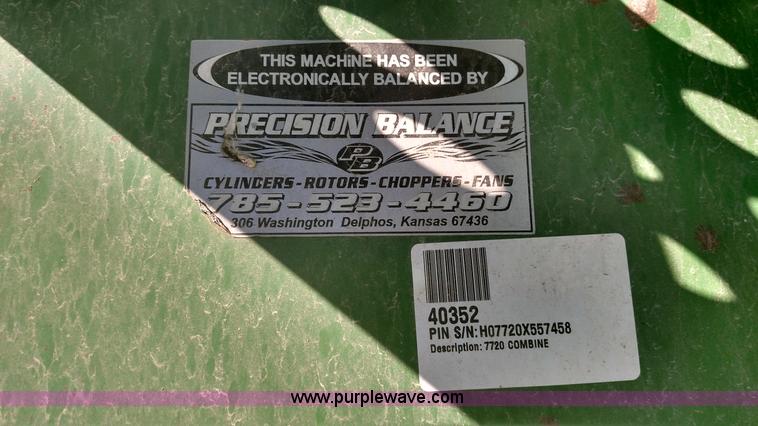 THIS MACHINE HAS BEEN
ELECTRONICALLY BALANCED BY
PRECISION BALANCE
PB
CYLINDERS-ROTORS-CHOPPERS-FANS
785-523-4460
306 Washington Delphos, Kansas 67436
40352
PIN S/N:H07720X557458
Description: 7720 COMBINE
www.purplewave.com